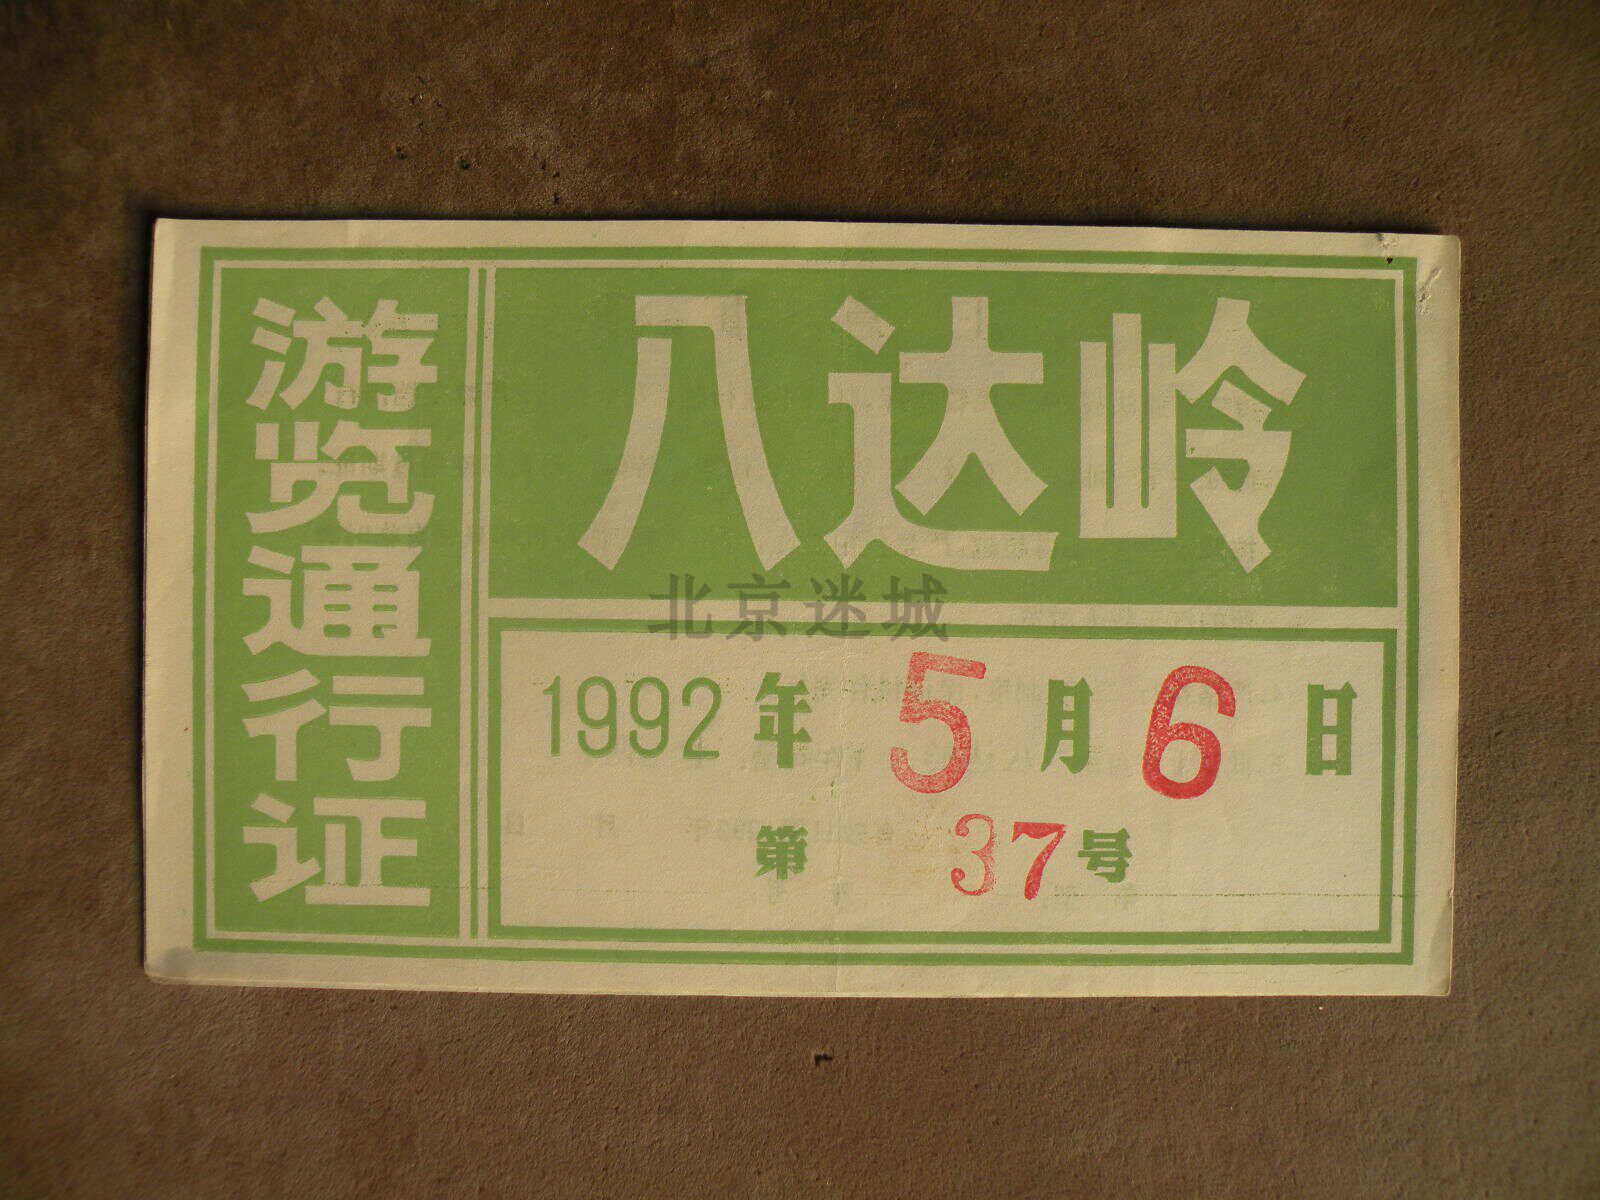 游览通行证
八达岭
北京迷城
1992年5月6日
第37号